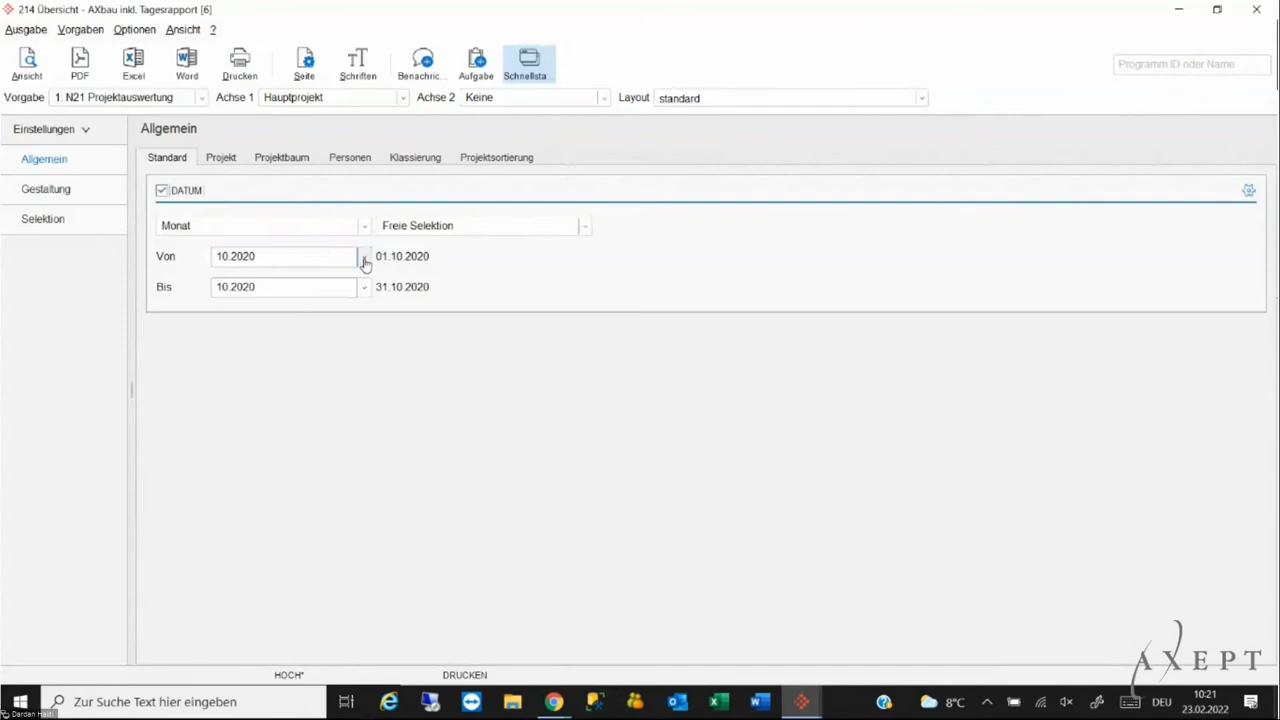 214 Übersicht - AXbau inkl. Tagesrapport [6]
Ausgabe Vorgaben Optionen Ansicht ?
Ansicht PDF Excel Word Drucken Seite Schriften Benachric... Aufgabe Schnellsta... Programm ID oder Name
Vorgabe 1. N21 Projektauswertung Achse 1 Hauptprojekt Achse 2 Keine Layout standard
Einstellungen
Allgemein
Gestaltung
Selektion
Allgemein
Standard Projekt Projektbaum Personen Klassierung Projektsortierung
DATUM
Monat Freie Selektion
Von 10.2020 01.10.2020
Bis 10.2020 31.10.2020
HOCH* DRUCKEN
AXEPT
Zur Suche Text hier eingeben 8°C DEU 10:21
23.02.2022
Dardan Haliti